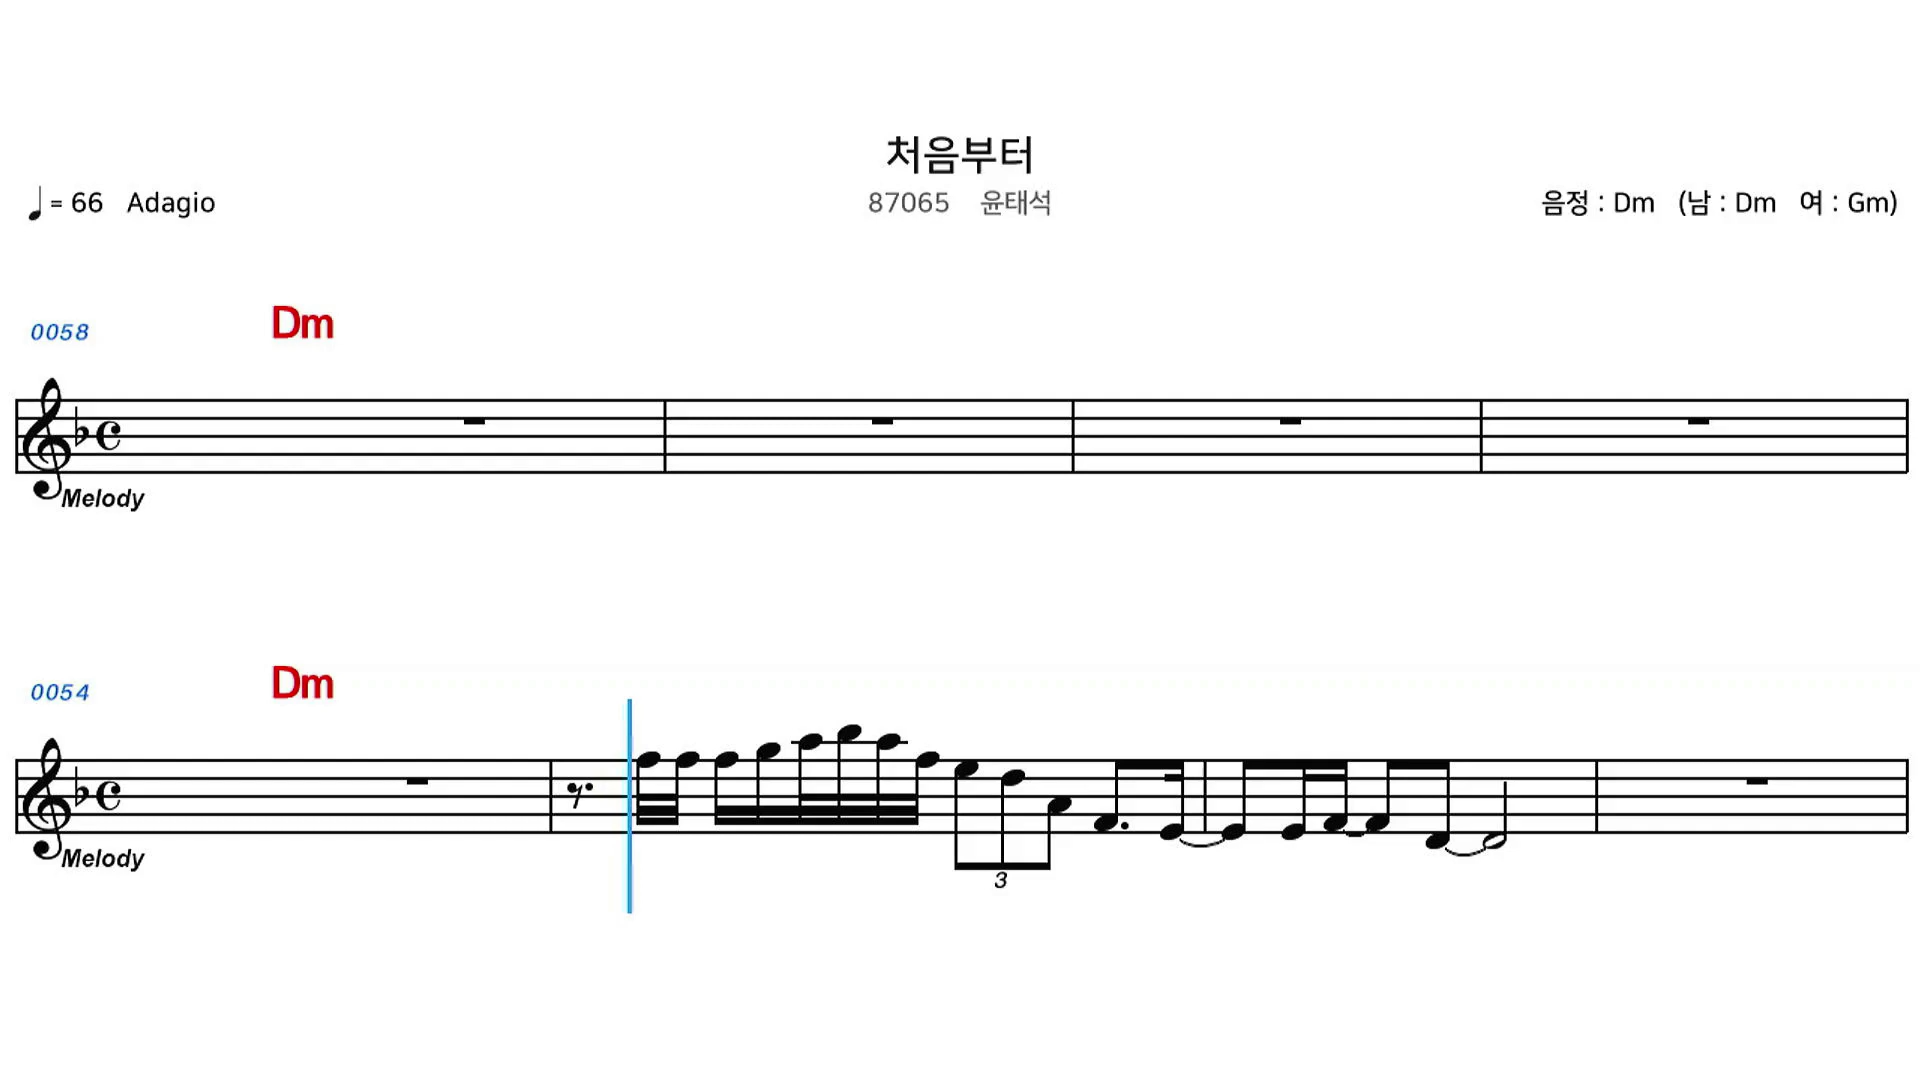 처음부터
♩ = 66 Adagio
87065 윤태석
음정 : Dm (남 : Dm 여 : Gm)
0058
Dm
Melody
0054
Dm
Melody
3